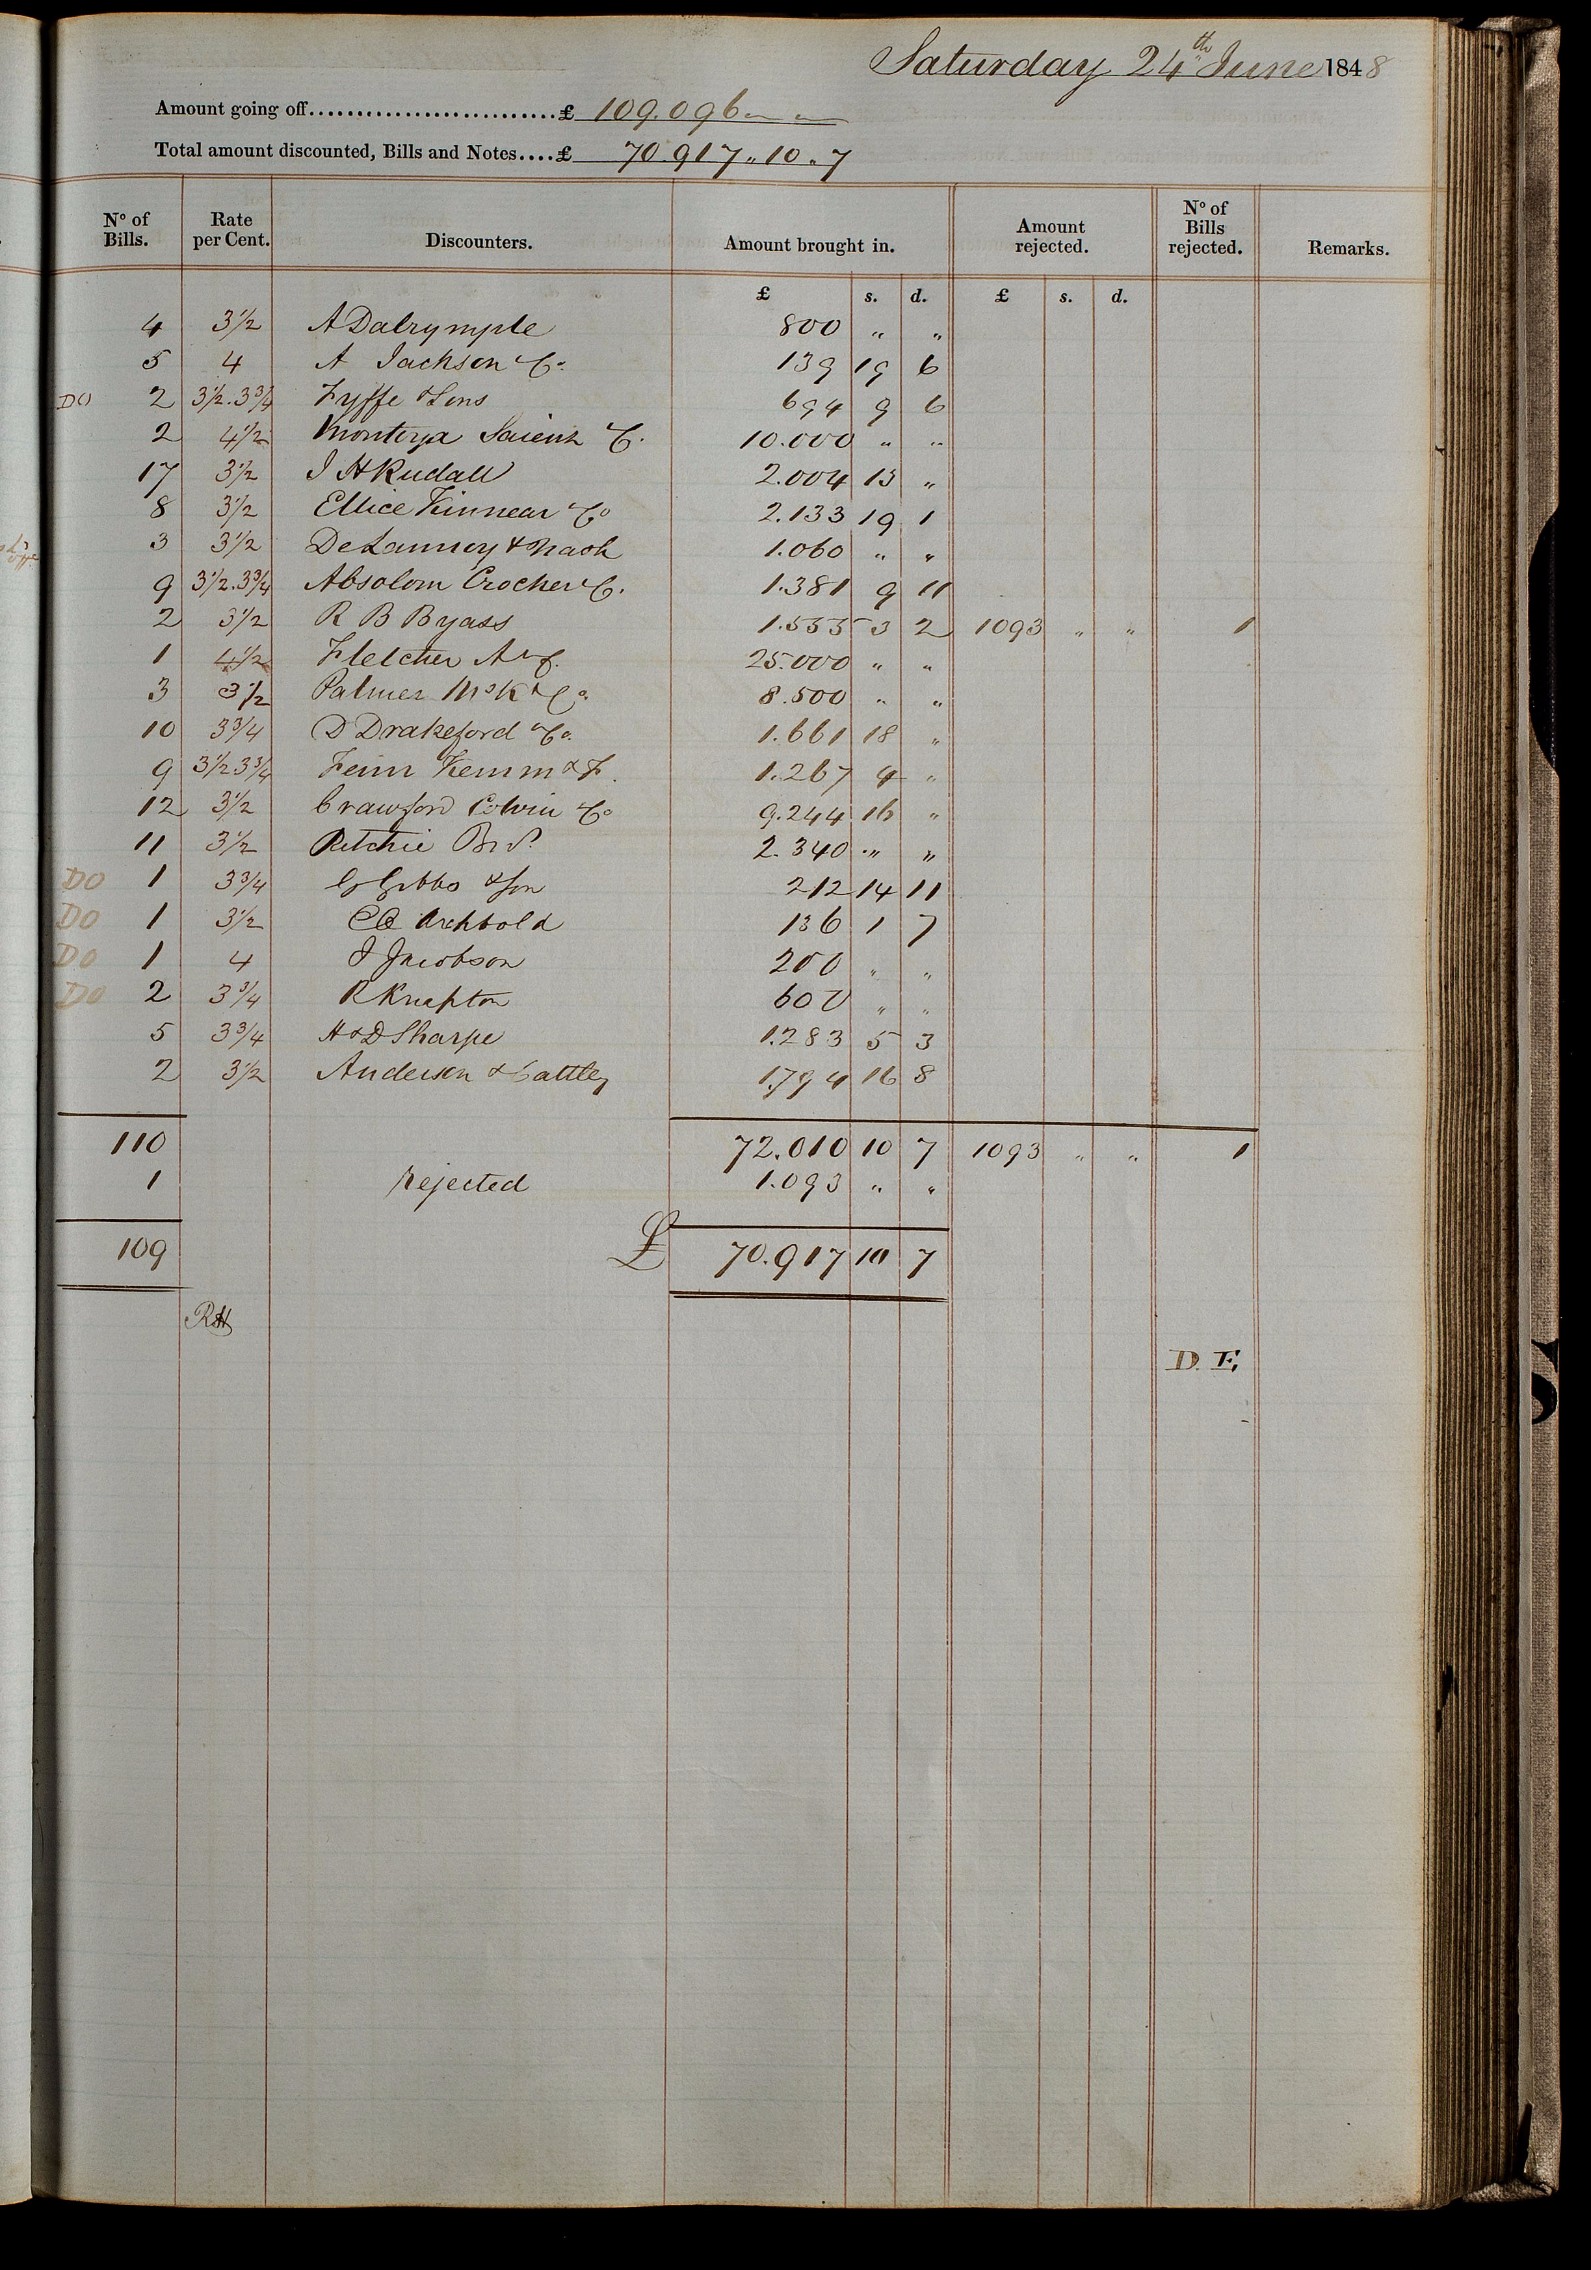 Saturday 24th June 1848
Amount going off...........................£ 109.096 " "
Total amount discounted, Bills and Notes....£ 70.917 " 10 " 7
No of Bills. Rate per Cent. Discounters. Amount brought in. Amount rejected. No of Bills rejected. Remarks.
£ s. d. £ s. d.
4 3½ A Dalrymple 800 " "
5 4 A Jackson & Co 139 19 6
DO 2 3½.3¾ Fyffe & Sons 694 9 6
2 4½ Monteya & Co. 10.000 " "
17 3½ J H Rudall 2.004 13 "
8 3½ Ellice Kinnear & Co 2.133 19 1
3 3½ DeLannoy & Nash 1.060 " "
9 3½.3¾ Absolom Crocker & Co. 1.381 9 11
2 3½ R B Byass 1.555 3 2 1093 " " 1
1 4½ Fletcher A & Co. 25.000 " "
3 3½ Palmer McK & Co. 8.500 " "
10 3¾ D Drakeford & Co. 1.661 18 "
9 3½ 3¾ Fenn Kemm & F. 1.267 4 "
12 3½ Crawford Colvin & Co 9.244 16 "
11 3½ Ritchie Bros. 2.340 " "
DO 1 3¾ G Gibbs & Son 212 14 11
DO 1 3½ Archbold 136 1 7
DO 1 4 J Jacobson 200 " "
DO 2 3¾ R Knapton 600 " "
5 3¾ H & D Sharpe 1.283 5 3
2 3½ Anderson & Cattley 1.794 16 8
110 72.010 10 7 1093 " " 1
1 rejected 1.093 " "
109 £ 70.917 10 7
RH
D.E.